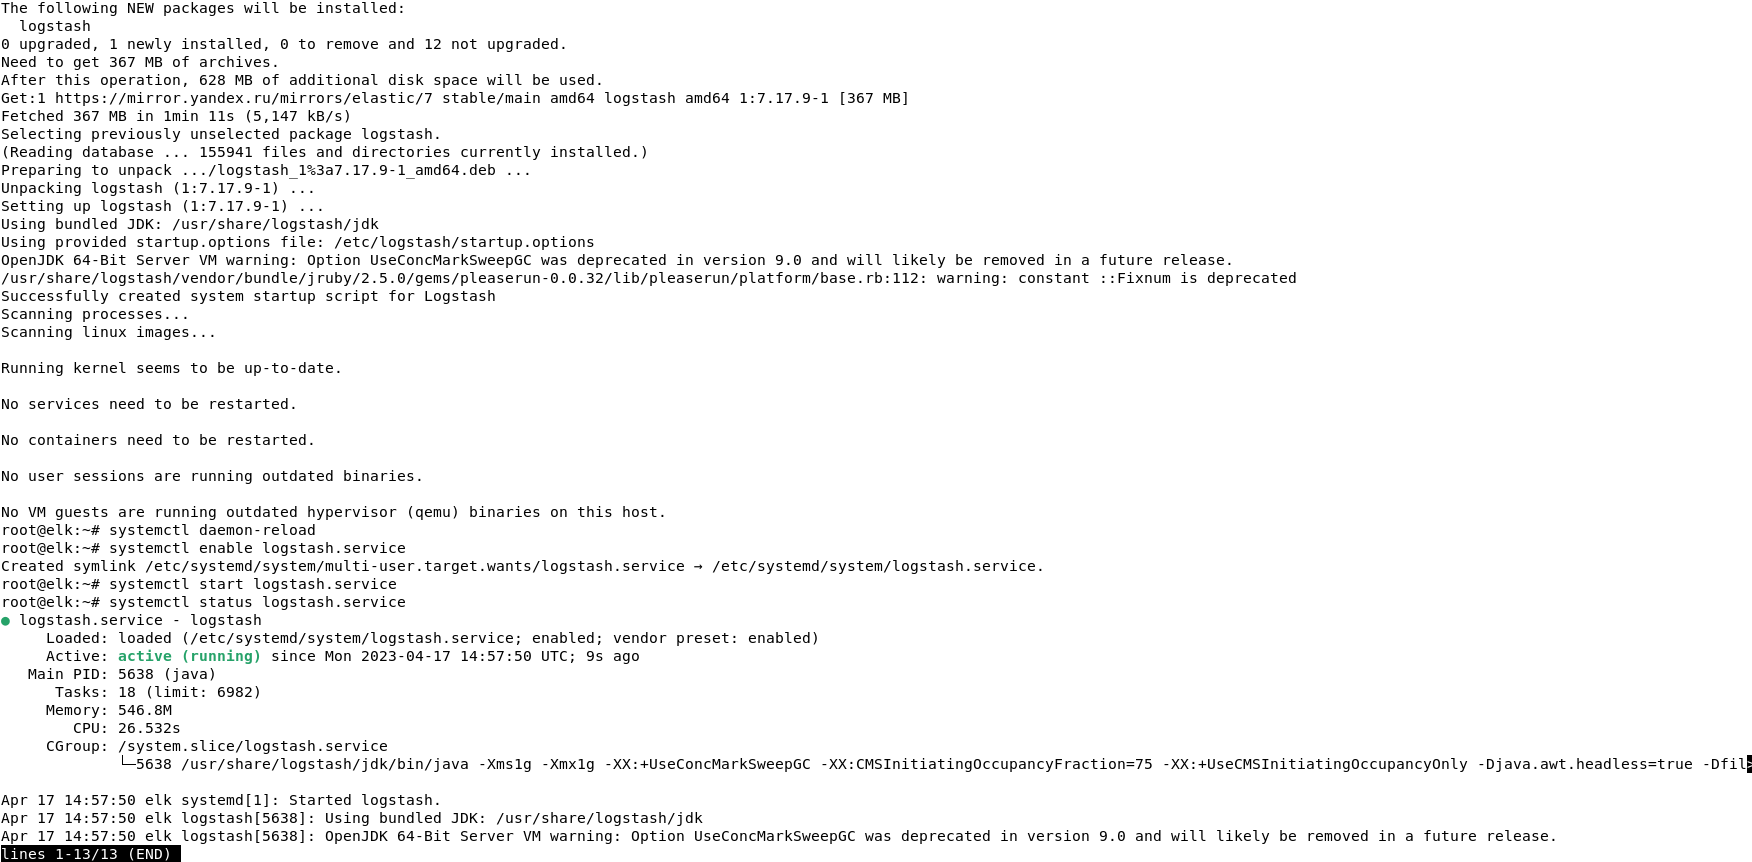 The following NEW packages will be installed:
  logstash
0 upgraded, 1 newly installed, 0 to remove and 12 not upgraded.
Need to get 367 MB of archives.
After this operation, 628 MB of additional disk space will be used.
Get:1 https://mirror.yandex.ru/mirrors/elastic/7 stable/main amd64 logstash amd64 1:7.17.9-1 [367 MB]
Fetched 367 MB in 1min 11s (5,147 kB/s)
Selecting previously unselected package logstash.
(Reading database ... 155941 files and directories currently installed.)
Preparing to unpack .../logstash_1%3a7.17.9-1_amd64.deb ...
Unpacking logstash (1:7.17.9-1) ...
Setting up logstash (1:7.17.9-1) ...
Using bundled JDK: /usr/share/logstash/jdk
Using provided startup.options file: /etc/logstash/startup.options
OpenJDK 64-Bit Server VM warning: Option UseConcMarkSweepGC was deprecated in version 9.0 and will likely be removed in a future release.
/usr/share/logstash/vendor/bundle/jruby/2.5.0/gems/pleaserun-0.0.32/lib/pleaserun/platform/base.rb:112: warning: constant ::Fixnum is deprecated
Successfully created system startup script for Logstash
Scanning processes...
Scanning linux images...
Running kernel seems to be up-to-date.
No services need to be restarted.
No containers need to be restarted.
No user sessions are running outdated binaries.
No VM guests are running outdated hypervisor (qemu) binaries on this host.
root@elk:~# systemctl daemon-reload
root@elk:~# systemctl enable logstash.service
Created symlink /etc/systemd/system/multi-user.target.wants/logstash.service → /etc/systemd/system/logstash.service.
root@elk:~# systemctl start logstash.service
root@elk:~# systemctl status logstash.service
● logstash.service - logstash
     Loaded: loaded (/etc/systemd/system/logstash.service; enabled; vendor preset: enabled)
     Active: active (running) since Mon 2023-04-17 14:57:50 UTC; 9s ago
   Main PID: 5638 (java)
      Tasks: 18 (limit: 6982)
     Memory: 546.8M
        CPU: 26.532s
     CGroup: /system.slice/logstash.service
             └─5638 /usr/share/logstash/jdk/bin/java -Xms1g -Xmx1g -XX:+UseConcMarkSweepGC -XX:CMSInitiatingOccupancyFraction=75 -XX:+UseCMSInitiatingOccupancyOnly -Djava.awt.headless=true -Dfil>
Apr 17 14:57:50 elk systemd[1]: Started logstash.
Apr 17 14:57:50 elk logstash[5638]: Using bundled JDK: /usr/share/logstash/jdk
Apr 17 14:57:50 elk logstash[5638]: OpenJDK 64-Bit Server VM warning: Option UseConcMarkSweepGC was deprecated in version 9.0 and will likely be removed in a future release.
lines 1-13/13 (END)